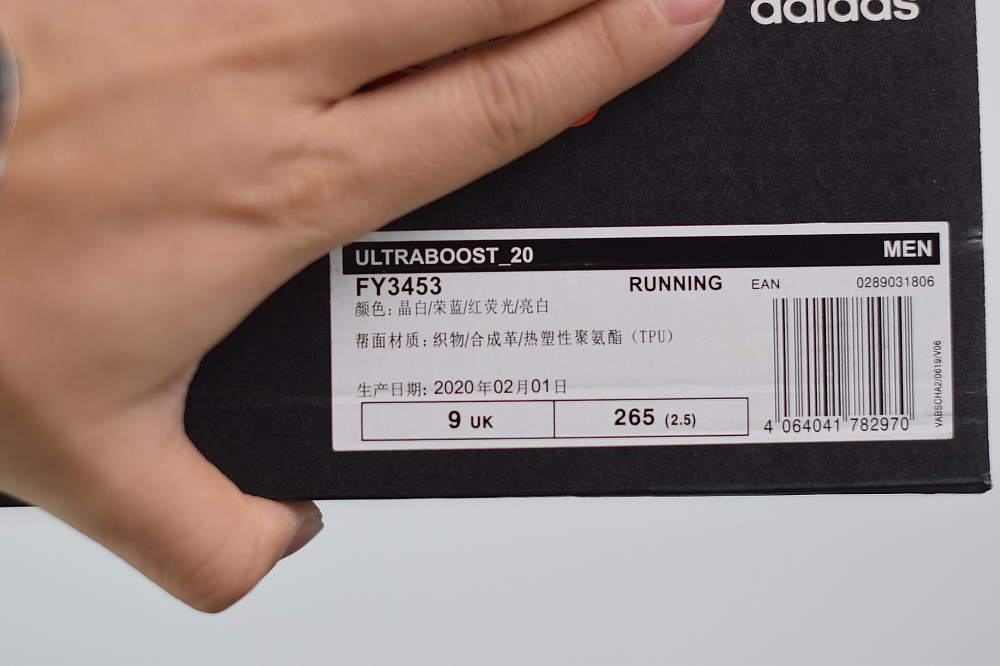 adidas
ULTRABOOST_20 MEN
FY3453 RUNNING EAN 0289031806
颜色: 晶白/荣蓝/红荧光/亮白
帮面材质: 织物/合成革/热塑性聚氨酯（TPU）
生产日期: 2020年02月01日
9 UK 265 (2.5)
4 064041 782970
VABSCHA2/0619/V06